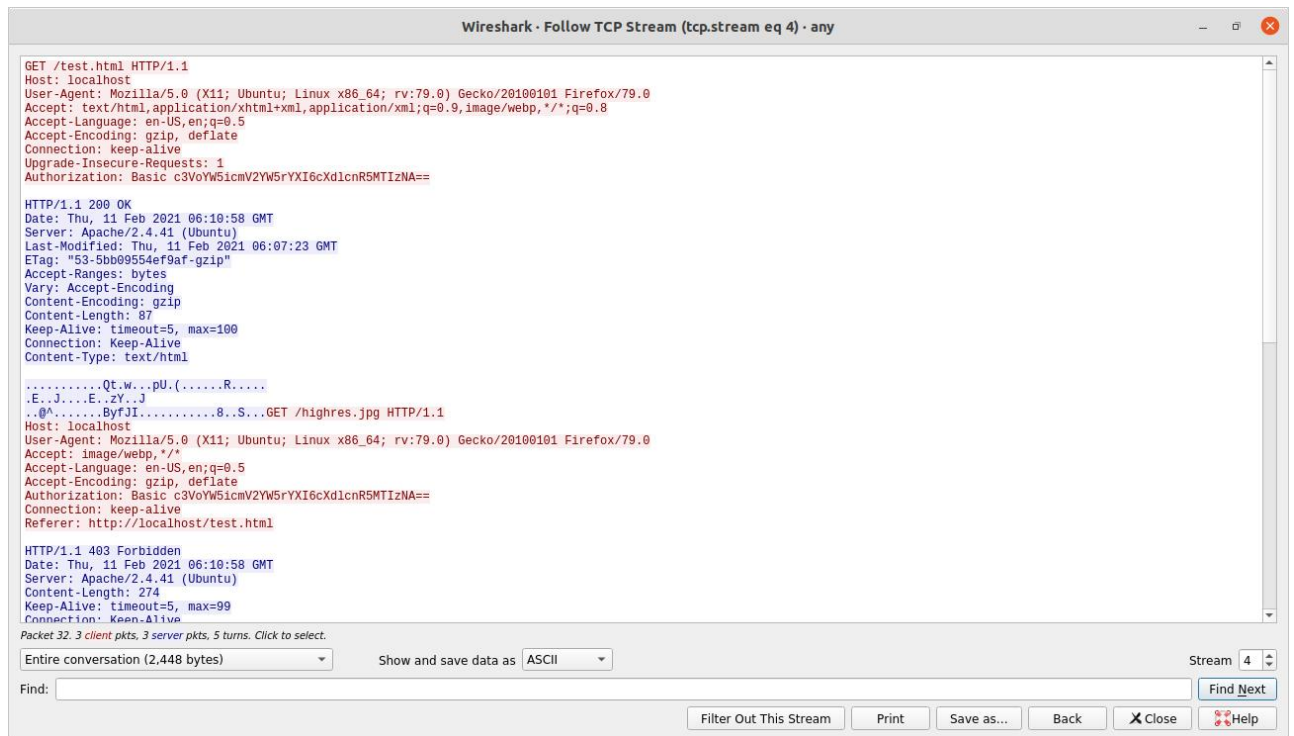 Wireshark · Follow TCP Stream (tcp.stream eq 4) · any
GET /test.html HTTP/1.1
Host: localhost
User-Agent: Mozilla/5.0 (X11; Ubuntu; Linux x86_64; rv:79.0) Gecko/20100101 Firefox/79.0
Accept: text/html,application/xhtml+xml,application/xml;q=0.9,image/webp,*/*;q=0.8
Accept-Language: en-US,en;q=0.5
Accept-Encoding: gzip, deflate
Connection: keep-alive
Upgrade-Insecure-Requests: 1
Authorization: Basic c3VoYW5icmV2YW5rYXI6cXdlcnR5MTIzNA==
HTTP/1.1 200 OK
Date: Thu, 11 Feb 2021 06:10:58 GMT
Server: Apache/2.4.41 (Ubuntu)
Last-Modified: Thu, 11 Feb 2021 06:07:23 GMT
ETag: "53-5bb09554ef9af-gzip"
Accept-Ranges: bytes
Vary: Accept-Encoding
Content-Encoding: gzip
Content-Length: 87
Keep-Alive: timeout=5, max=100
Connection: Keep-Alive
Content-Type: text/html
...........Qt.w...pU.(......R.....
.E..J....E..zY..J
..@^.......ByfJI...........8..S...GET /highres.jpg HTTP/1.1
Host: localhost
User-Agent: Mozilla/5.0 (X11; Ubuntu; Linux x86_64; rv:79.0) Gecko/20100101 Firefox/79.0
Accept: image/webp,*/*
Accept-Language: en-US,en;q=0.5
Accept-Encoding: gzip, deflate
Authorization: Basic c3VoYW5icmV2YW5rYXI6cXdlcnR5MTIzNA==
Connection: keep-alive
Referer: http://localhost/test.html
HTTP/1.1 403 Forbidden
Date: Thu, 11 Feb 2021 06:10:58 GMT
Server: Apache/2.4.41 (Ubuntu)
Content-Length: 274
Keep-Alive: timeout=5, max=99
Connection: Keep-Alive
Packet 32. 3 client pkts, 3 server pkts, 5 turns. Click to select.
Entire conversation (2,448 bytes) Show and save data as ASCII Stream 4
Find: Find Next
Filter Out This Stream Print Save as... Back Close Help